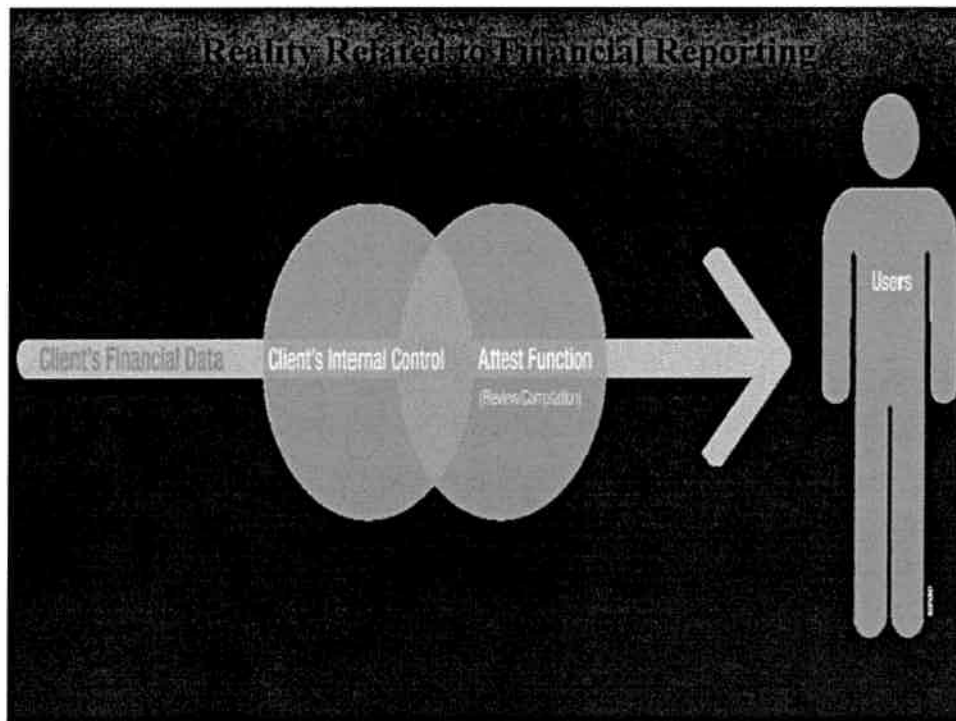 Reality Related to Financial Reporting
Users
Client's Financial Data
Client's Internal Control
Attest Function
(Review/Compilation)